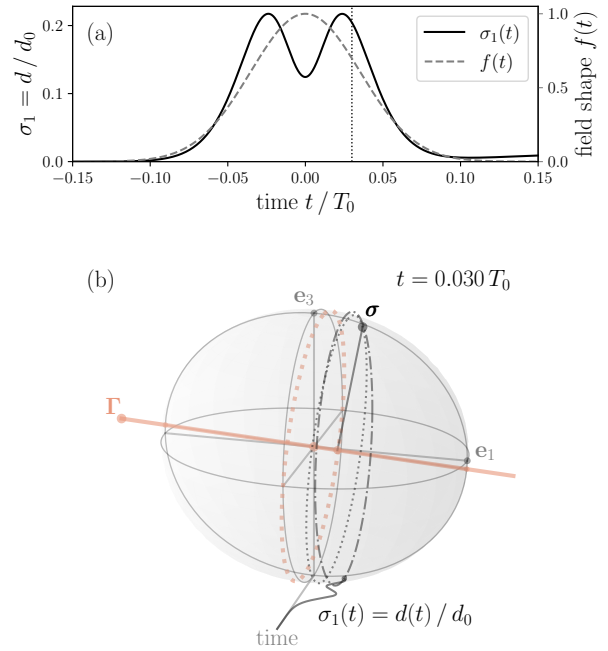 (a)
σ₁(t)
f(t)
σ₁ = d / d₀
0.2
0.1
0.0
field shape f(t)
1.0
0.5
0.0
−0.15
−0.10
−0.05
0.00
0.05
0.10
0.15
time t / T₀
(b)
t = 0.030 T₀
e₃
σ
Γ
e₁
σ₁(t) = d(t) / d₀
time